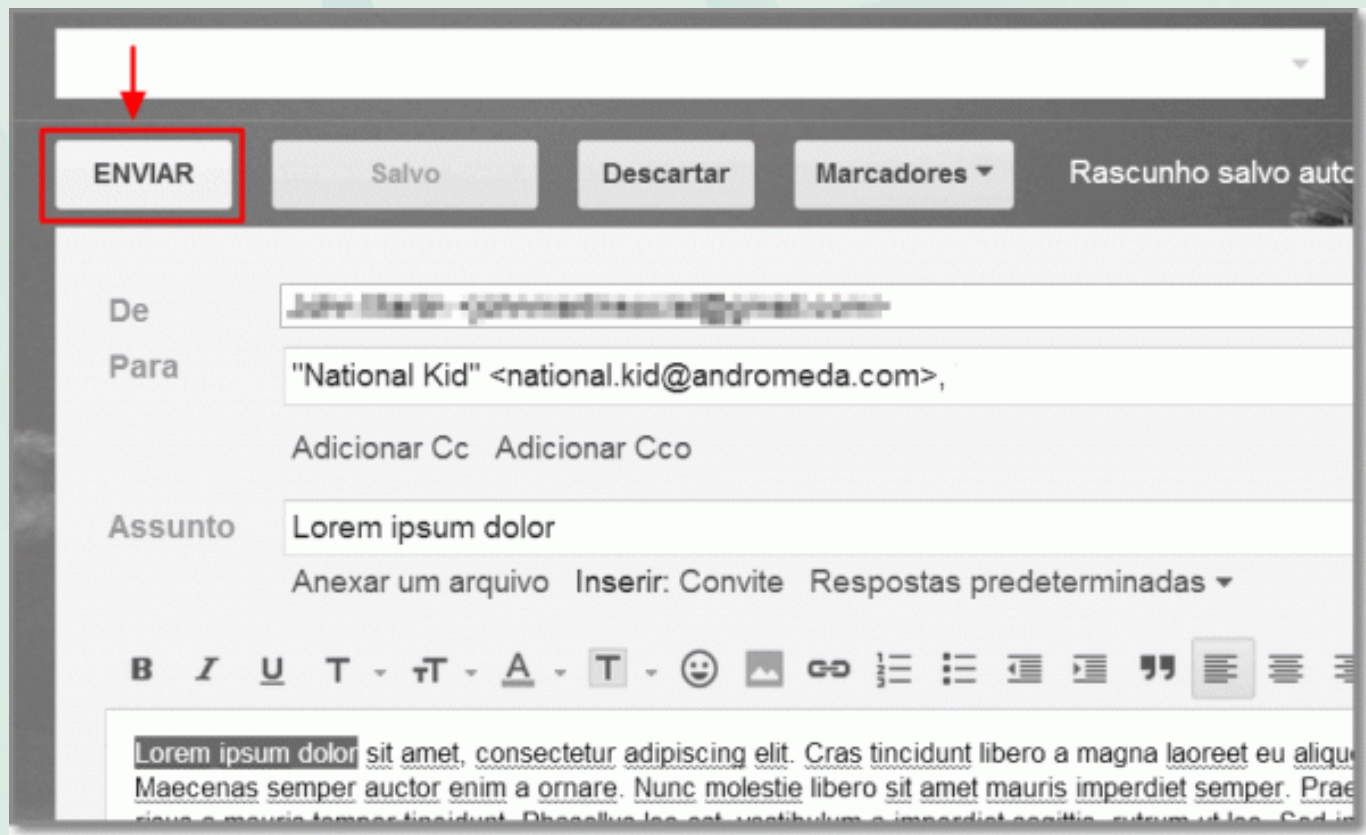 ENVIAR Salvo Descartar Marcadores Rascunho salvo auto
De
Para "National Kid" <national.kid@andromeda.com>,
Adicionar Cc Adicionar Cco
Assunto Lorem ipsum dolor
Anexar um arquivo Inserir: Convite Respostas predeterminadas
B I U T T A T
Lorem ipsum dolor sit amet, consectetur adipiscing elit. Cras tincidunt libero a magna laoreet eu alique
Maecenas semper auctor enim a ornare. Nunc molestie libero sit amet mauris imperdiet semper. Prae